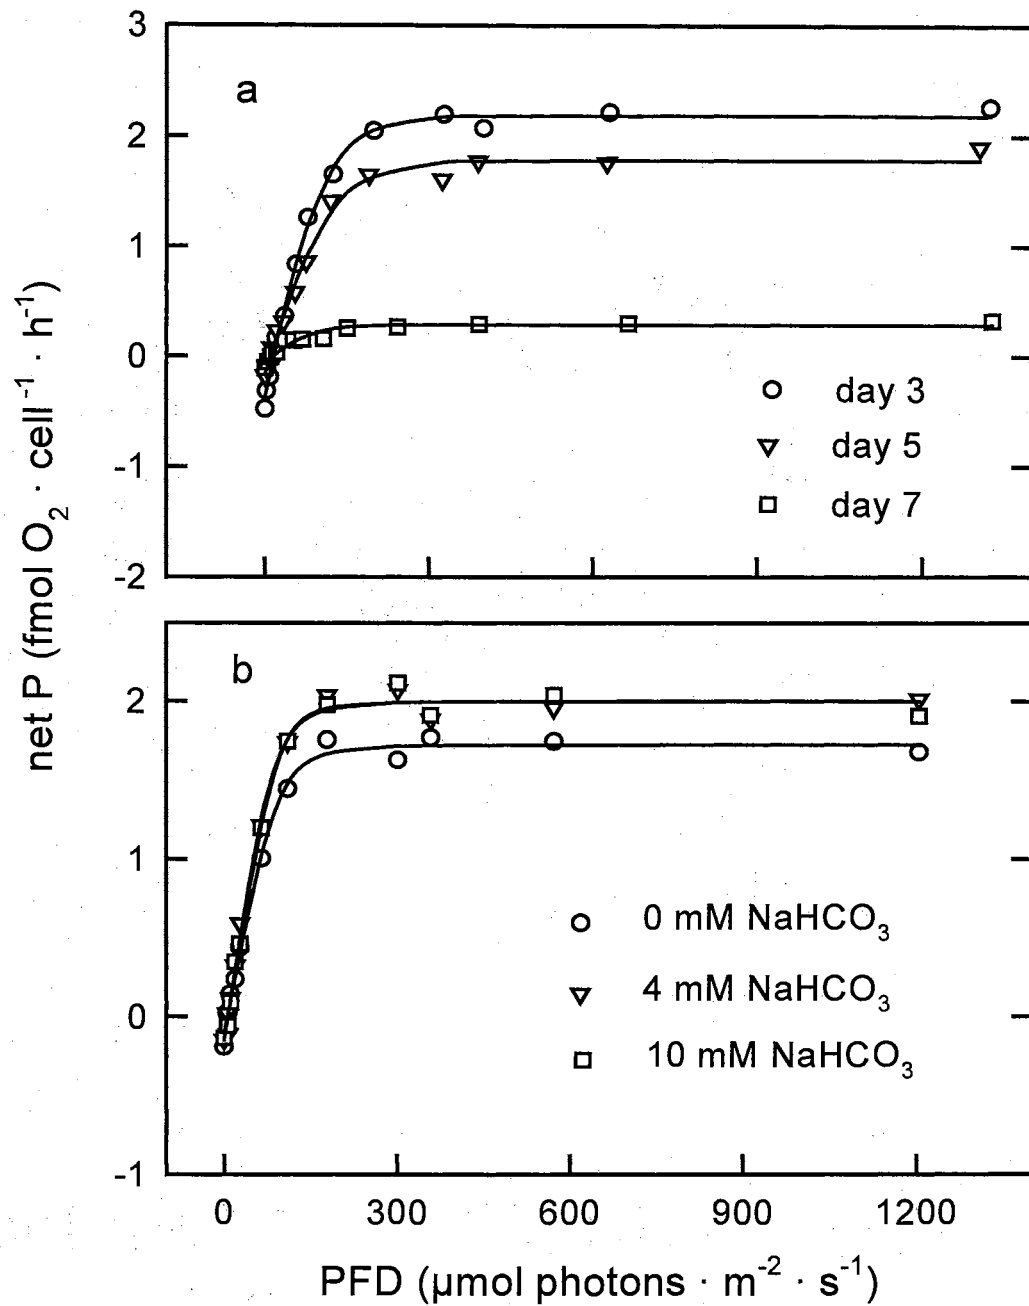 3
a
2
1
0
-1
-2
day 3
day 5
day 7
net P (fmol O₂ · cell⁻¹ · h⁻¹)
b
2
1
0
-1
0 mM NaHCO₃
4 mM NaHCO₃
10 mM NaHCO₃
0 300 600 900 1200
PFD (µmol photons · m⁻² · s⁻¹)